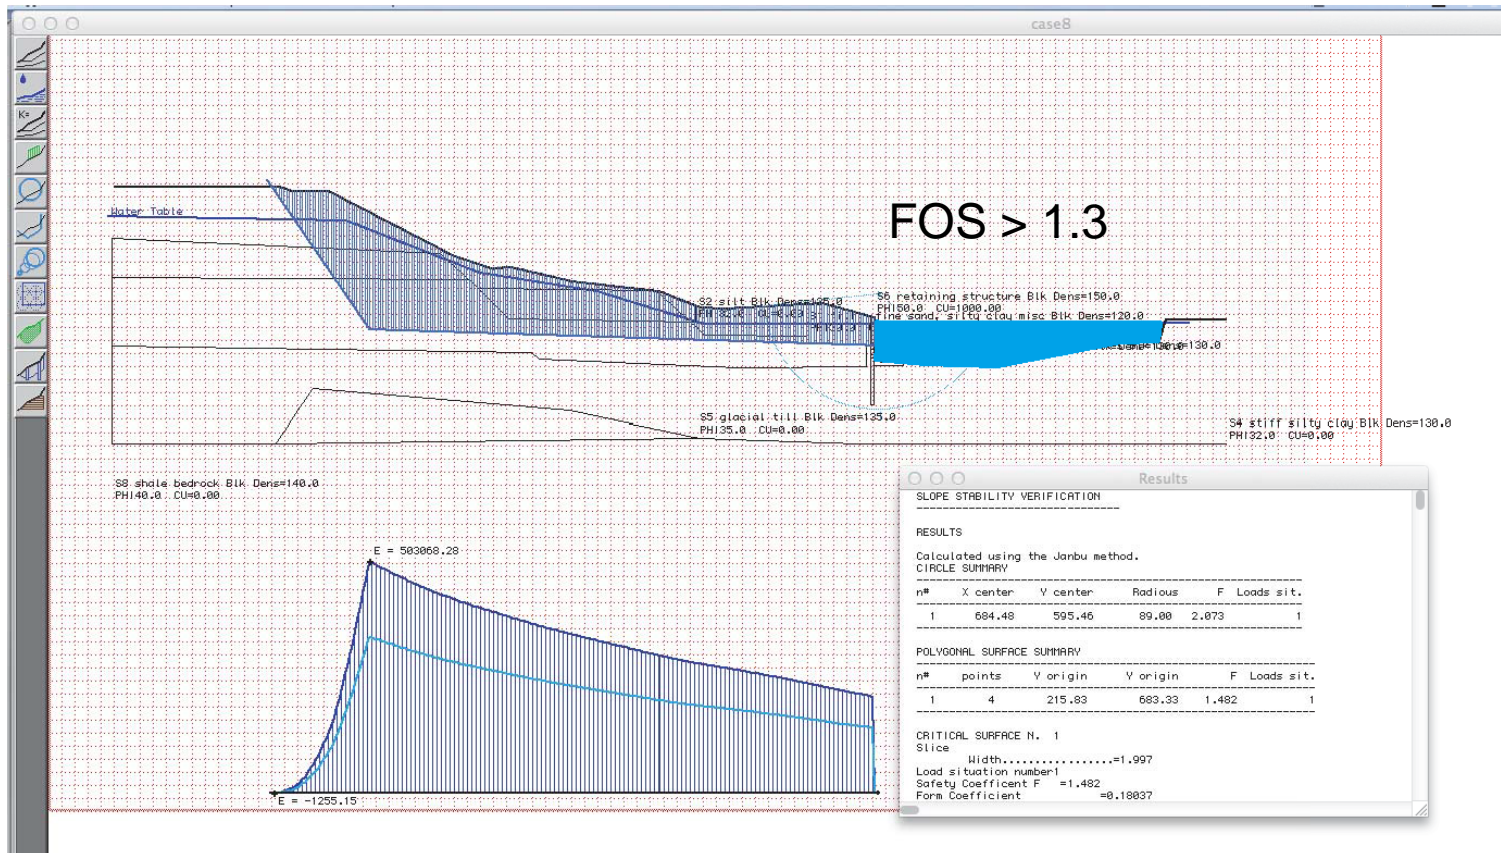 case8
K=
Water Table
FOS > 1.3
S2 silt Blk Dens=125.0
PHI32.0 CU=0.00
S6 retaining structure Blk Dens=150.0
PHI50.0 CU=1000.00
fine sand, silty clay misc Blk Dens=120.0
S5 glacial till Blk Dens=135.0
PHI35.0 CU=0.00
S4 stiff silty clay Blk Dens=130.0
PHI32.0 CU=0.00
S8 shale bedrock Blk Dens=140.0
PHI40.0 CU=0.00
E = 503068.28
E = -1255.15
Results
SLOPE STABILITY VERIFICATION
RESULTS
Calculated using the Janbu method.
CIRCLE SUMMARY
n# X center Y center Radious F Loads sit.
1 684.48 595.46 89.00 2.073 1
POLYGONAL SURFACE SUMMARY
n# points Y origin Y origin F Loads sit.
1 4 215.83 683.33 1.482 1
CRITICAL SURFACE N. 1
Slice
Width.................=1.997
Load situation number1
Safety Coefficent F =1.482
Form Coefficient =0.18037